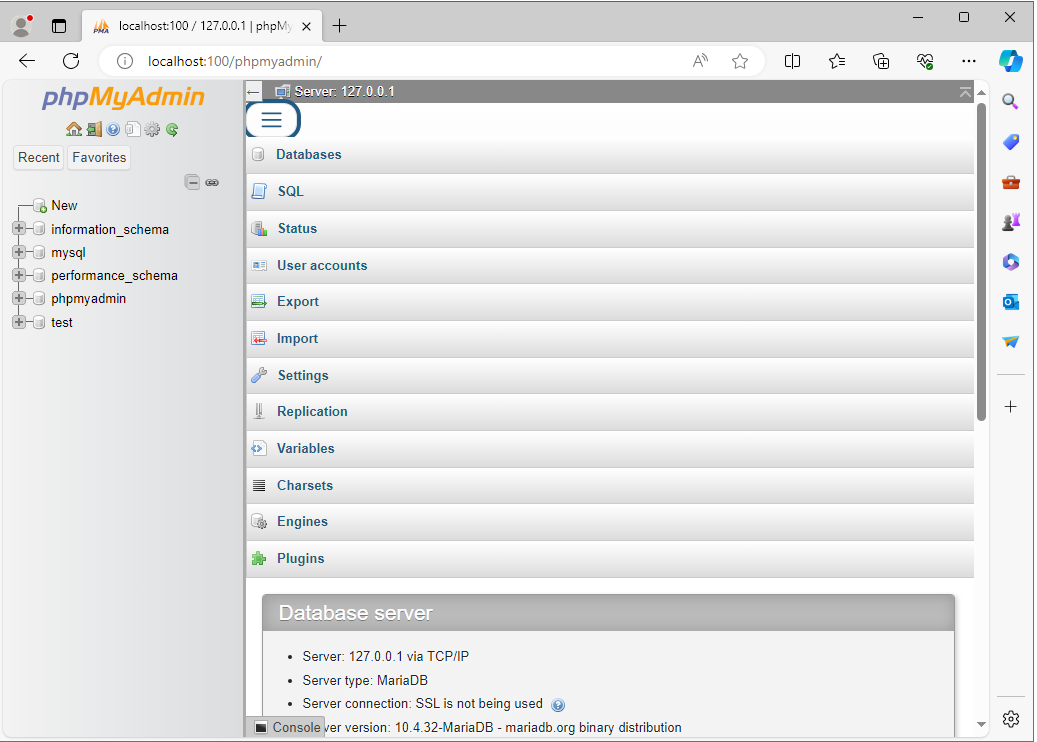 localhost:100 / 127.0.0.1 | phpMy
localhost:100/phpmyadmin/
phpMyAdmin
Recent
Favorites
New
information_schema
mysql
performance_schema
phpmyadmin
test
Server: 127.0.0.1
Databases
SQL
Status
User accounts
Export
Import
Settings
Replication
Variables
Charsets
Engines
Plugins
Database server
Server: 127.0.0.1 via TCP/IP
Server type: MariaDB
Server connection: SSL is not being used
Console
ver version: 10.4.32-MariaDB - mariadb.org binary distribution